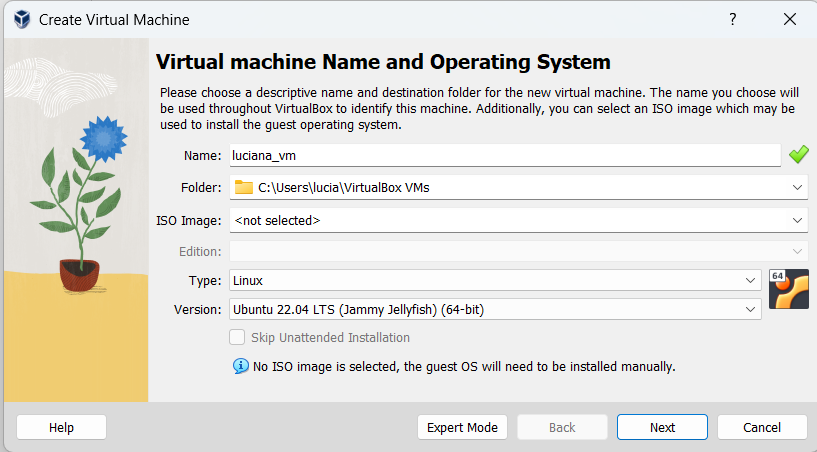 Create Virtual Machine
?
Virtual machine Name and Operating System
Please choose a descriptive name and destination folder for the new virtual machine. The name you choose will
be used throughout VirtualBox to identify this machine. Additionally, you can select an ISO image which may be
used to install the guest operating system.
Name: luciana_vm
Folder: C:\Users\lucia\VirtualBox VMs
ISO Image: <not selected>
Edition:
Type: Linux
64
Version: Ubuntu 22.04 LTS (Jammy Jellyfish) (64-bit)
Skip Unattended Installation
No ISO image is selected, the guest OS will need to be installed manually.
Help Expert Mode Back Next Cancel